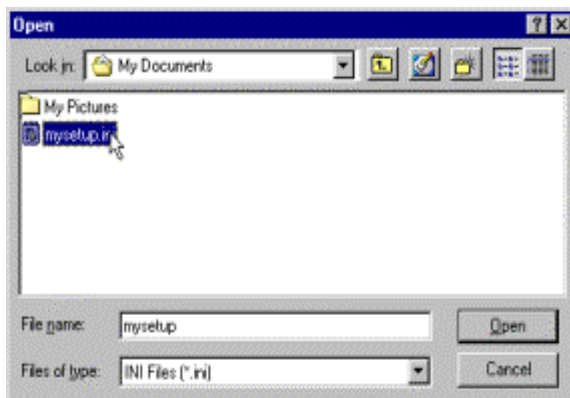 Open
Look in: My Documents
My Pictures
mysetup.ini
File name: mysetup Open
Files of type: INI Files (*.ini) Cancel